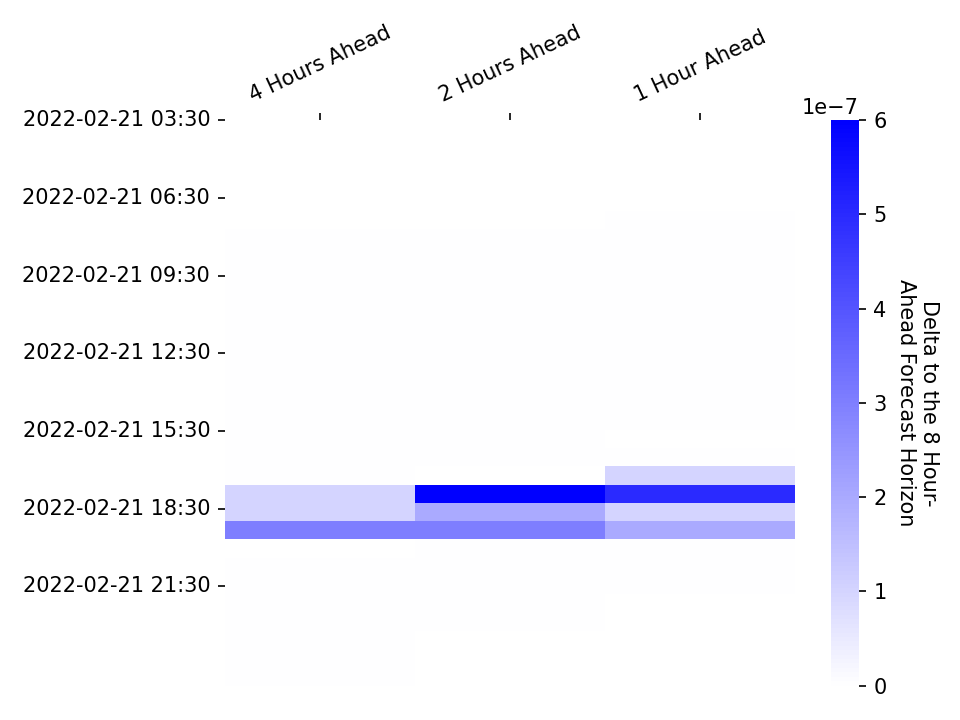 4 Hours Ahead
2 Hours Ahead
1 Hour Ahead
2022-02-21 03:30
2022-02-21 06:30
2022-02-21 09:30
2022-02-21 12:30
2022-02-21 15:30
2022-02-21 18:30
2022-02-21 21:30
1e−7
6
5
4
3
2
1
0
Delta to the 8 Hour-
Ahead Forecast Horizon